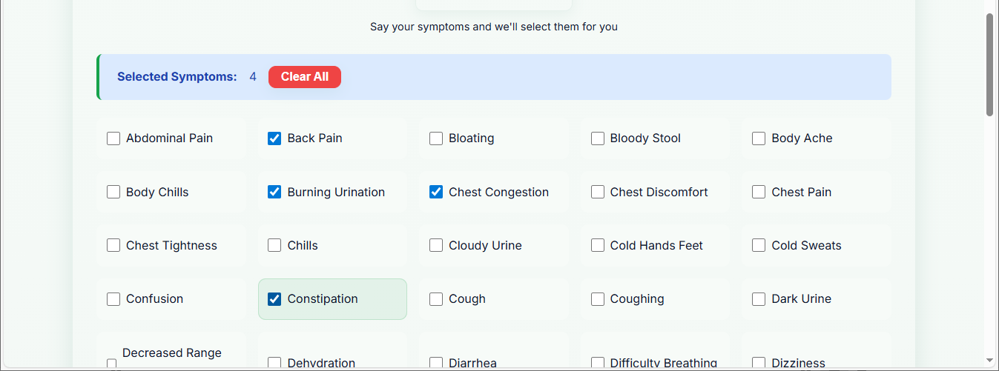 Say your symptoms and we'll select them for you
Selected Symptoms: 4 Clear All
Abdominal Pain Back Pain Bloating Bloody Stool Body Ache
Body Chills Burning Urination Chest Congestion Chest Discomfort Chest Pain
Chest Tightness Chills Cloudy Urine Cold Hands Feet Cold Sweats
Confusion Constipation Cough Coughing Dark Urine
Decreased Range
Dehydration Diarrhea Difficulty Breathing Dizziness